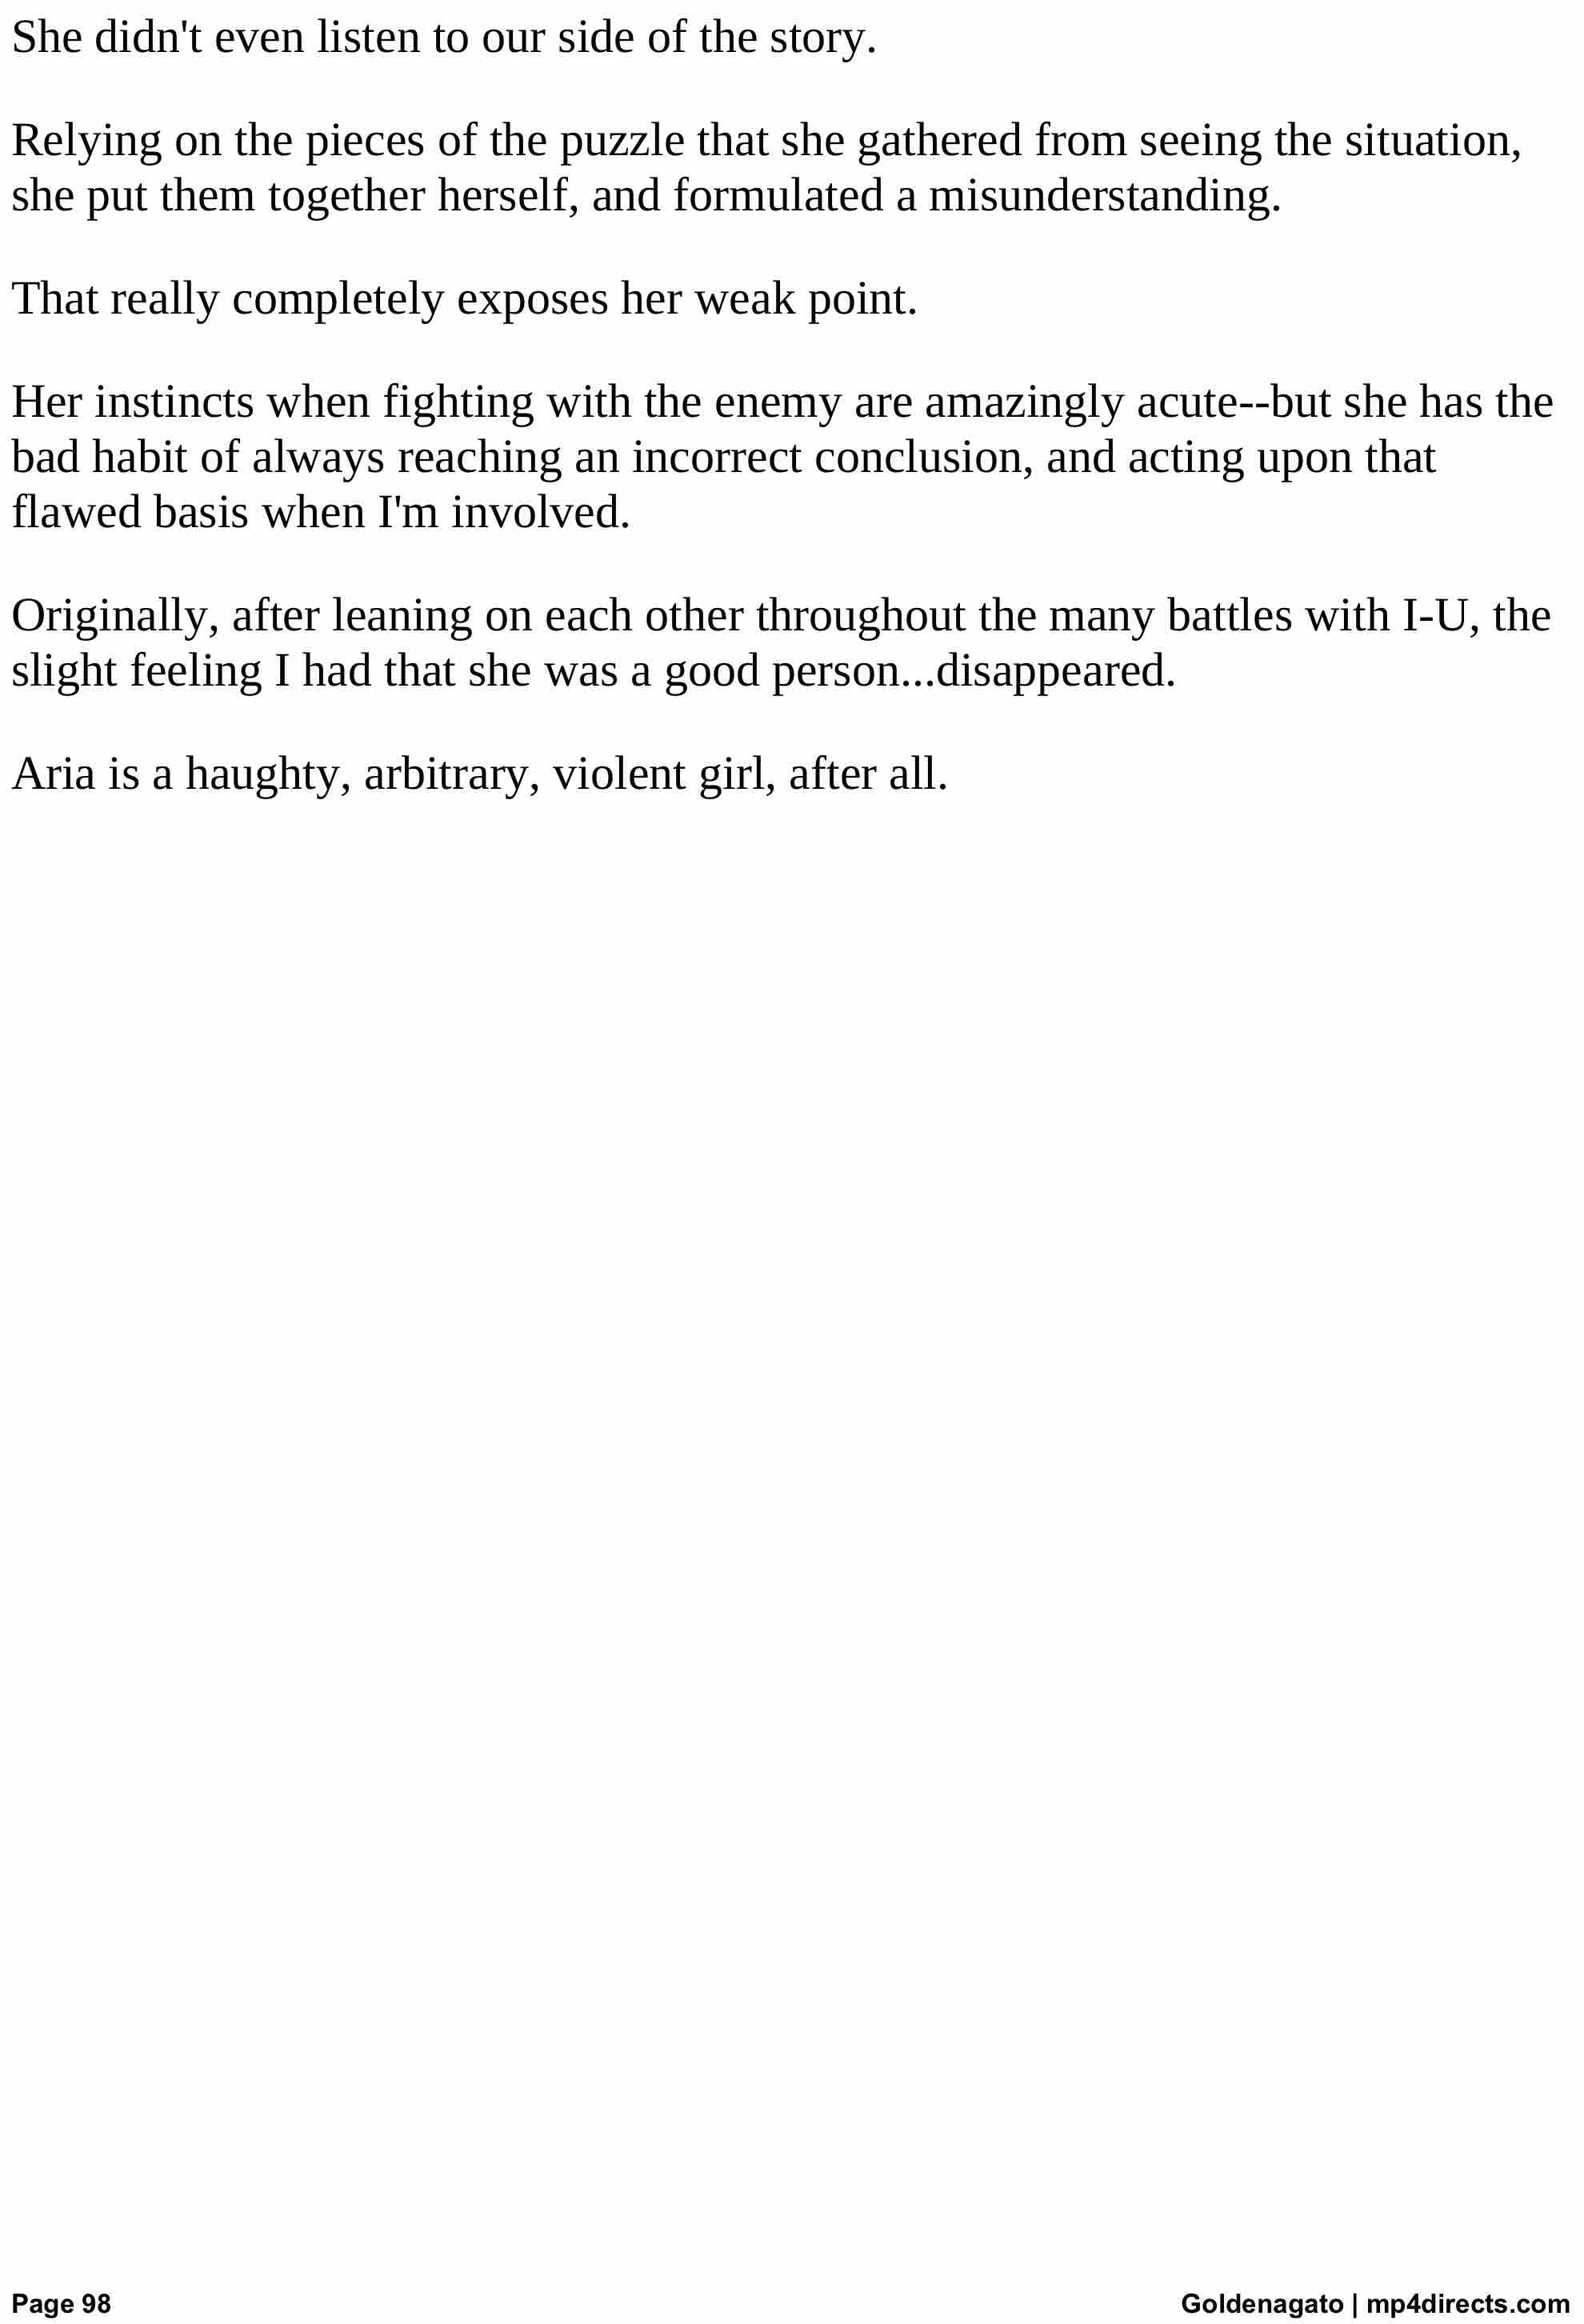 She didn't even listen to our side of the story.
Relying on the pieces of the puzzle that she gathered from seeing the situation,
she put them together herself, and formulated a misunderstanding.
That really completely exposes her weak point.
Her instincts when fighting with the enemy are amazingly acute--but she has the
bad habit of always reaching an incorrect conclusion, and acting upon that
flawed basis when I'm involved.
Originally, after leaning on each other throughout the many battles with I-U, the
slight feeling I had that she was a good person...disappeared.
Aria is a haughty, arbitrary, violent girl, after all.
Page 98
Goldenagato | mp4directs.com